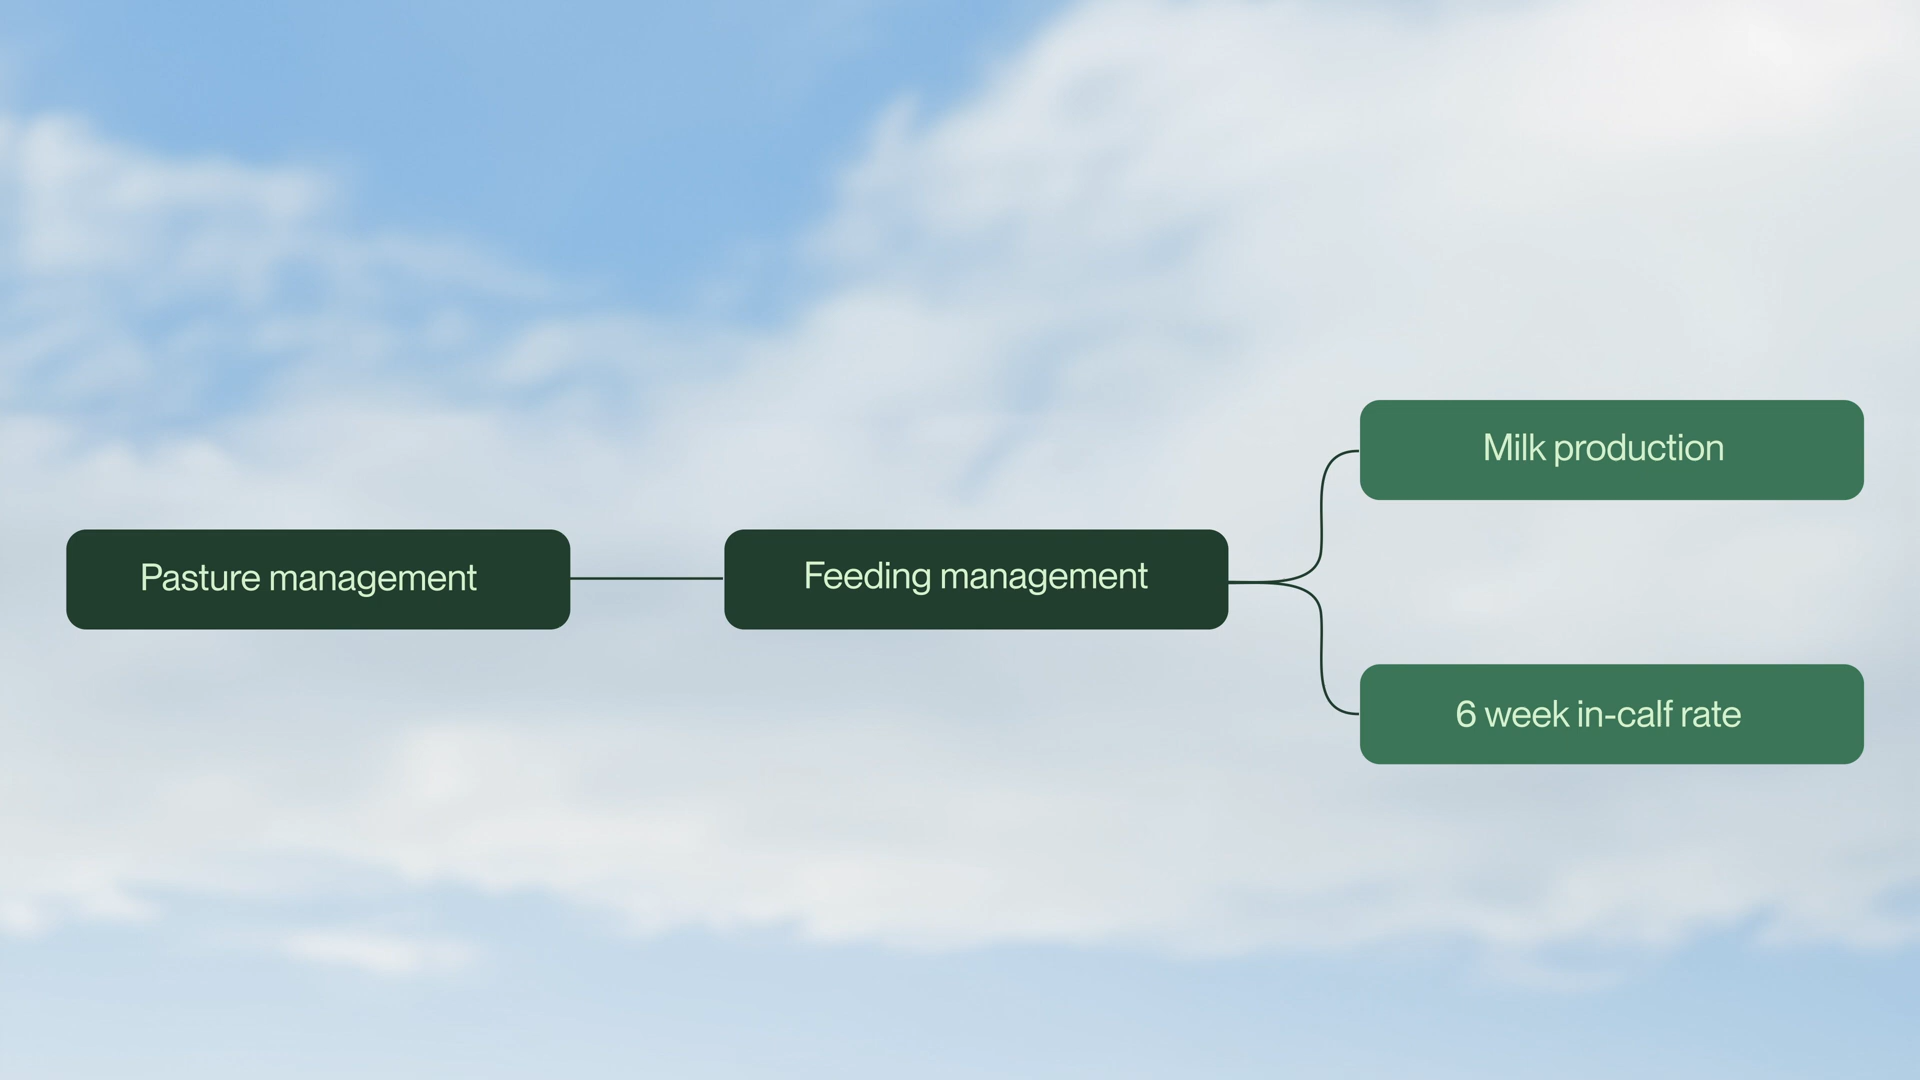 Pasture management
Feeding management
Milk production
6 week in-calf rate